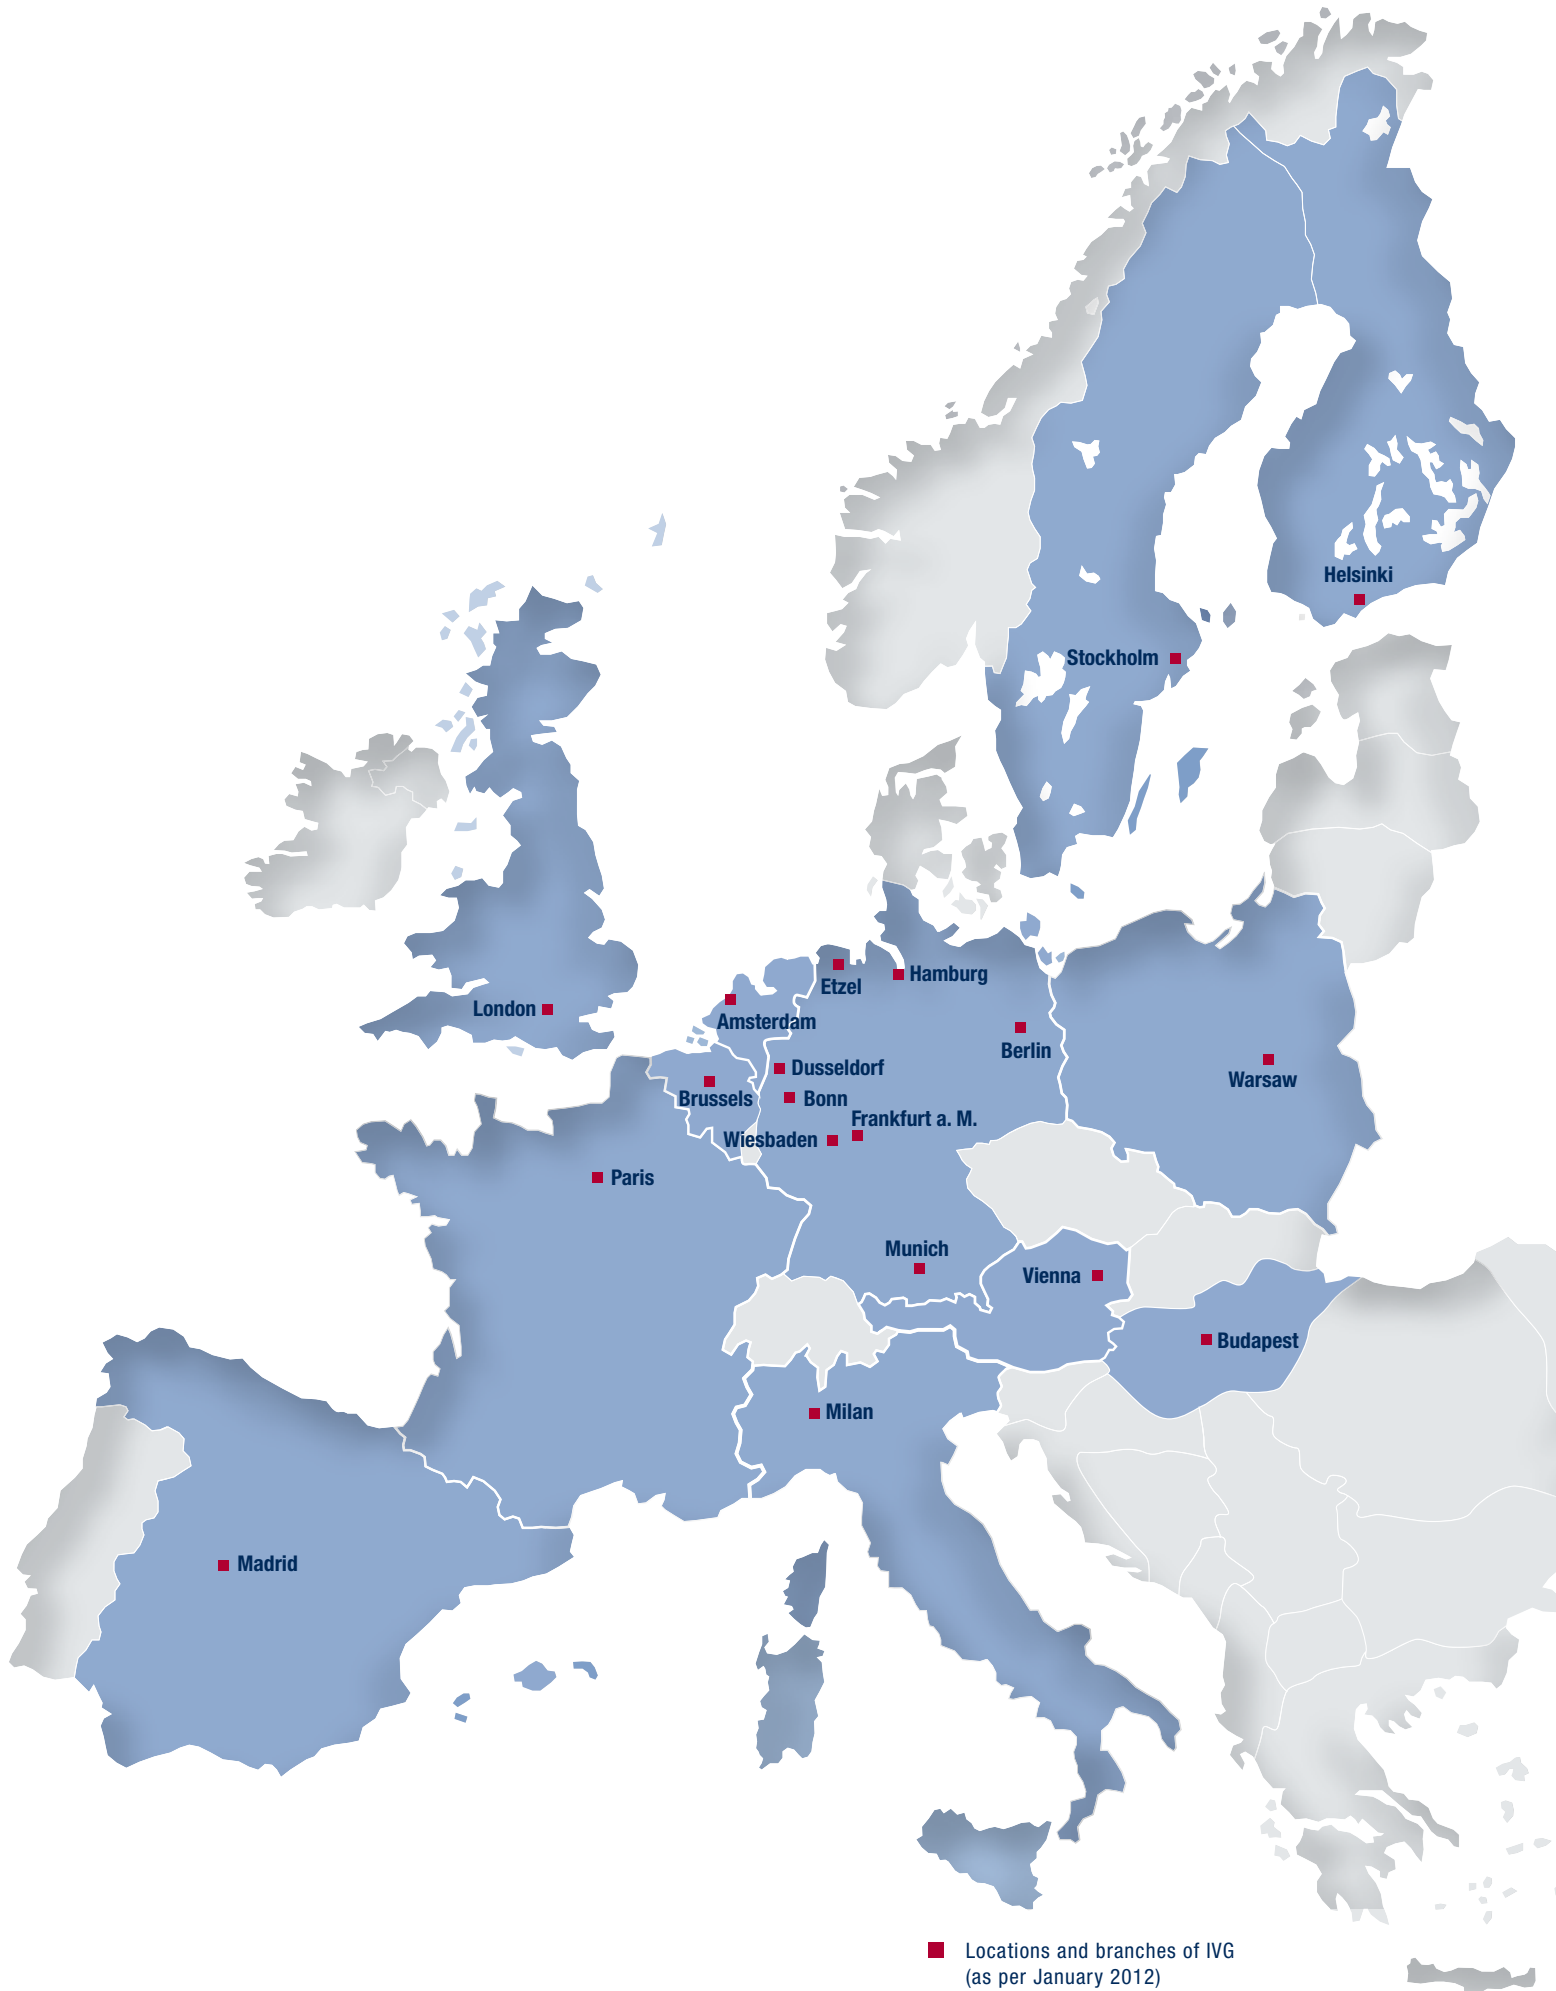 Helsinki
Stockholm
Etzel
Hamburg
London
Amsterdam
Berlin
Dusseldorf
Warsaw
Brussels
Bonn
Frankfurt a. M.
Wiesbaden
Paris
Munich
Vienna
Budapest
Milan
Madrid
Locations and branches of IVG
(as per January 2012)